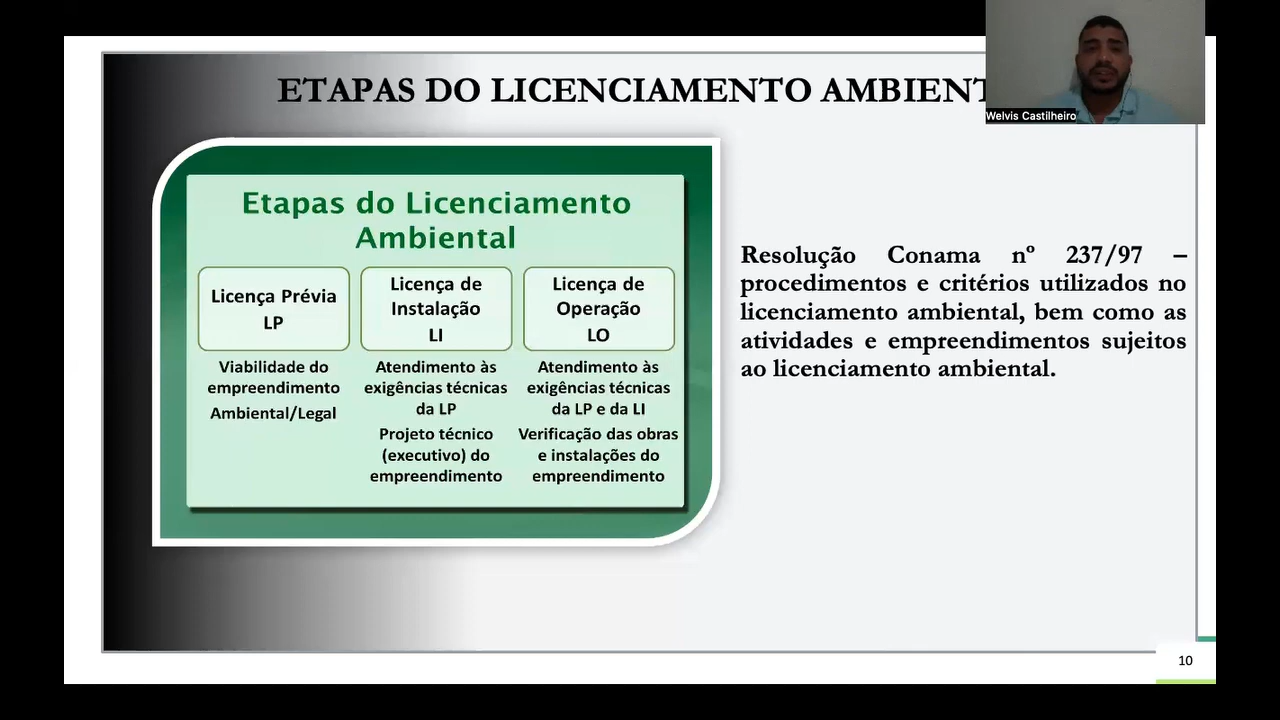 ETAPAS DO LICENCIAMENTO AMBIENT
Welvis Castilheiro
Etapas do Licenciamento
Ambiental
Licença Prévia
LP
Viabilidade do
empreendimento
Ambiental/Legal
Licença de
Instalação
LI
Atendimento às
exigências técnicas
da LP
Projeto técnico
(executivo) do
empreendimento
Licença de
Operação
LO
Atendimento às
exigências técnicas
da LP e da LI
Verificação das obras
e instalações do
empreendimento
Resolução Conama nº 237/97 –
procedimentos e critérios utilizados no
licenciamento ambiental, bem como as
atividades e empreendimentos sujeitos
ao licenciamento ambiental.
10